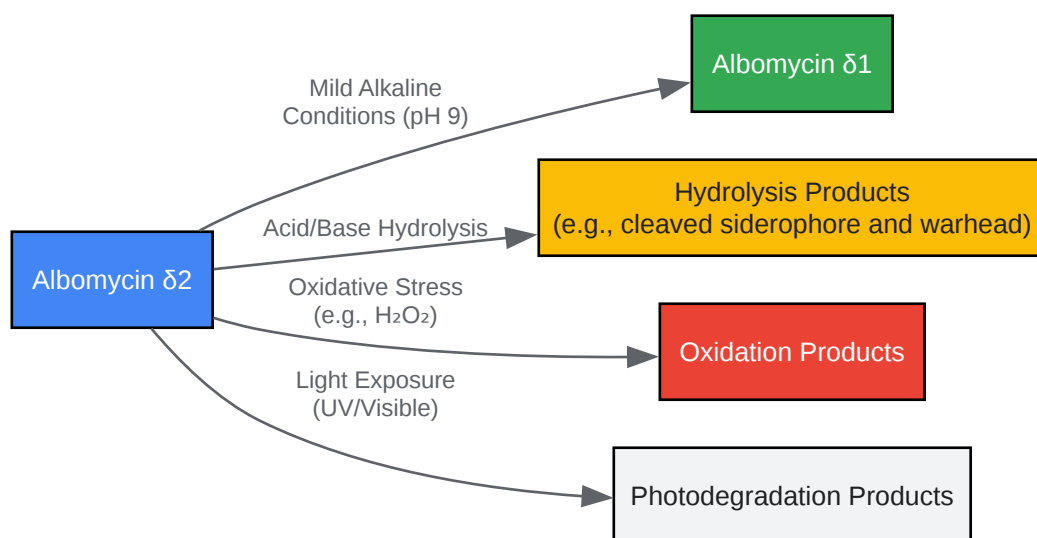 Albomycin δ1
Mild Alkaline
Conditions (pH 9)
Hydrolysis Products
(e.g., cleaved siderophore and warhead)
Acid/Base Hydrolysis
Albomycin δ2
Oxidative Stress
(e.g., H₂O₂)
Oxidation Products
Light Exposure
(UV/Visible)
Photodegradation Products